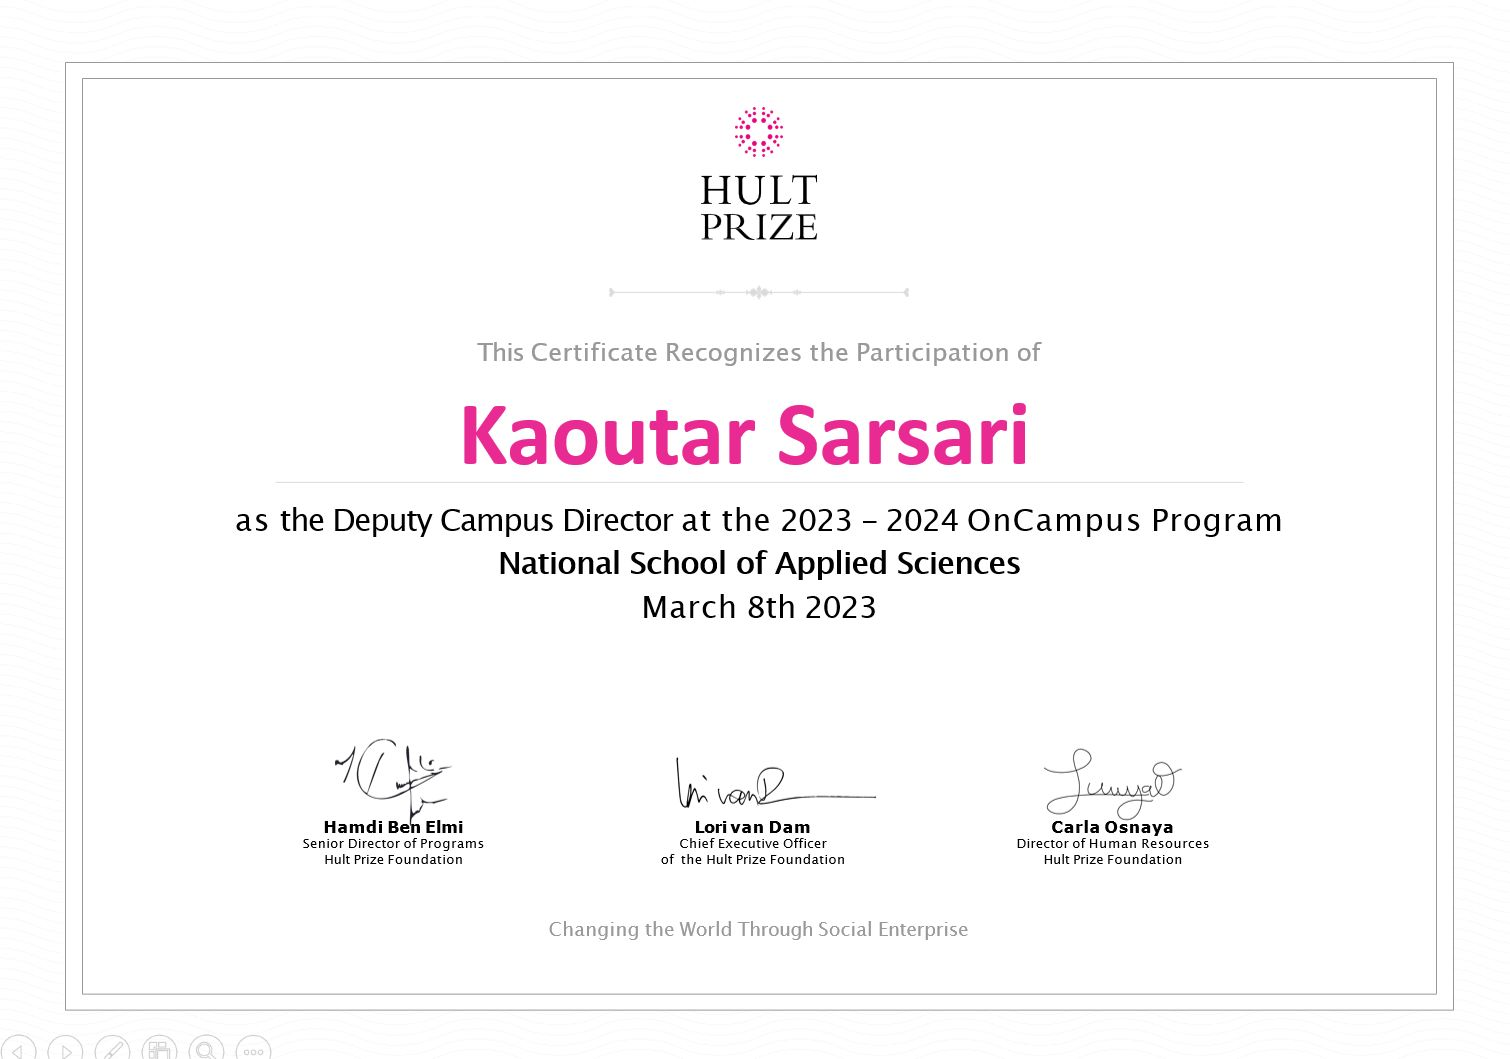 HULT
PRIZE
This Certificate Recognizes the Participation of
Kaoutar Sarsari
as the Deputy Campus Director at the 2023 – 2024 OnCampus Program
National School of Applied Sciences
March 8th 2023
Hamdi Ben Elmi
Senior Director of Programs
Hult Prize Foundation
Lori van Dam
Chief Executive Officer
of the Hult Prize Foundation
Carla Osnaya
Director of Human Resources
Hult Prize Foundation
Changing the World Through Social Enterprise